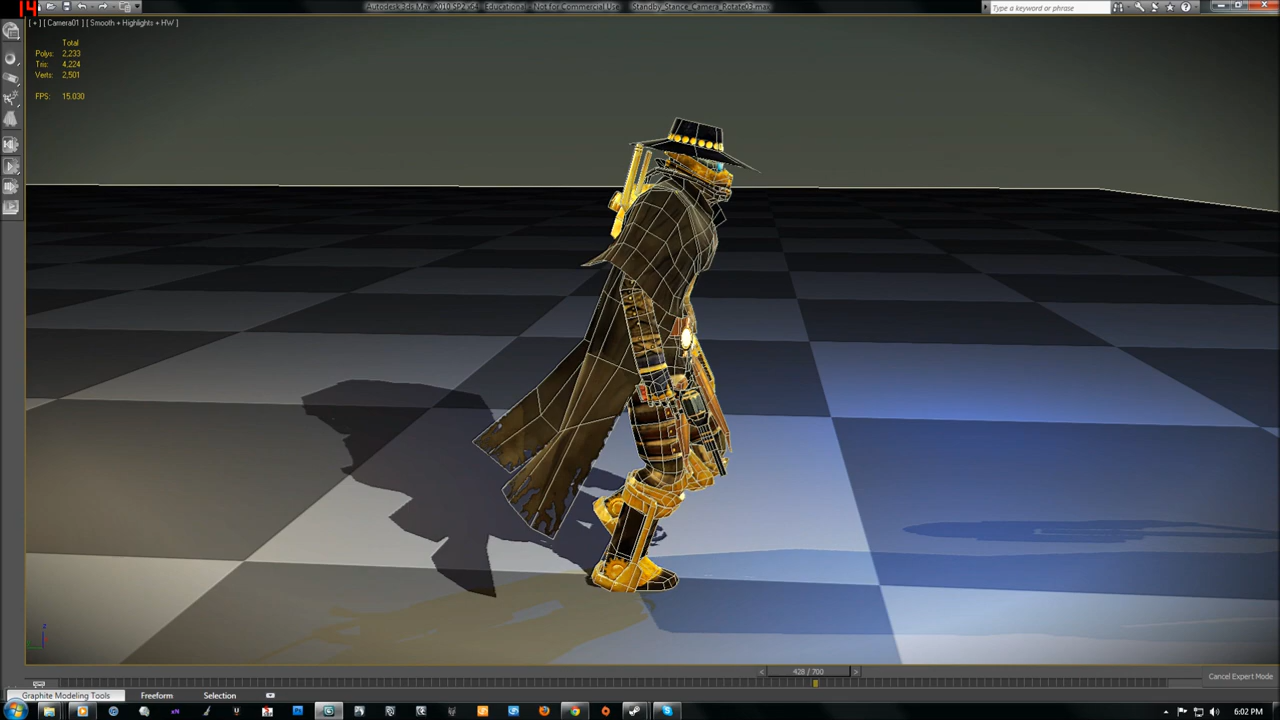 14
Autodesk 3ds Max 2010 SP2 x64 - Educational - Not for Commercial Use Standby_Stance_Camera_Rotate03.max
Type a keyword or phrase
[ + ] [ Camera01 ] [ Smooth + Highlights + HW ]
Total
Polys: 2,233
Tris: 4,224
Verts: 2,501
FPS: 15.030
z
< 428 / 700 >
Cancel Expert Mode
Graphite Modeling Tools Freeform Selection
6:02 PM